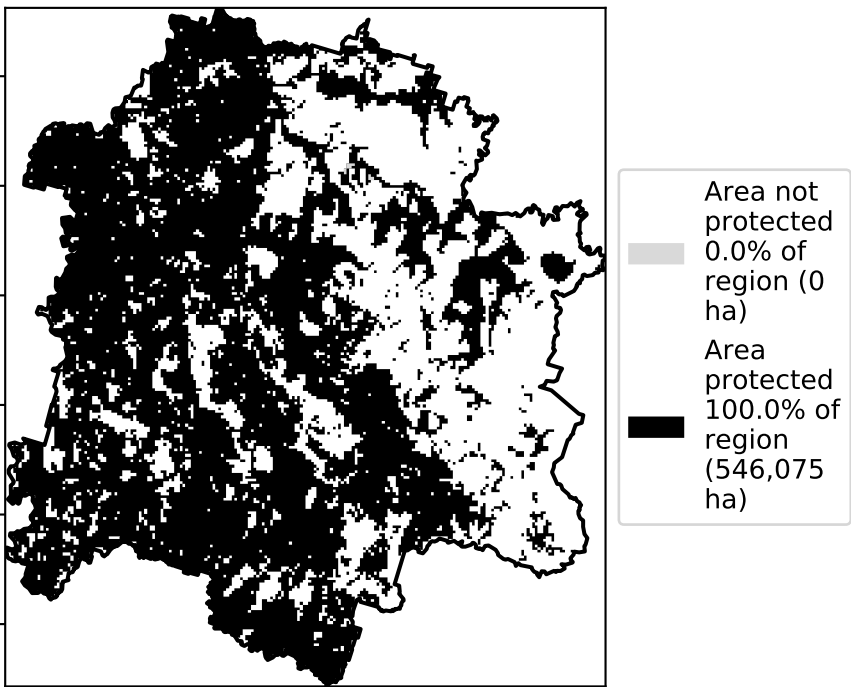 Area not
protected
0.0% of
region (0
ha)
Area
protected
100.0% of
region
(546,075
ha)